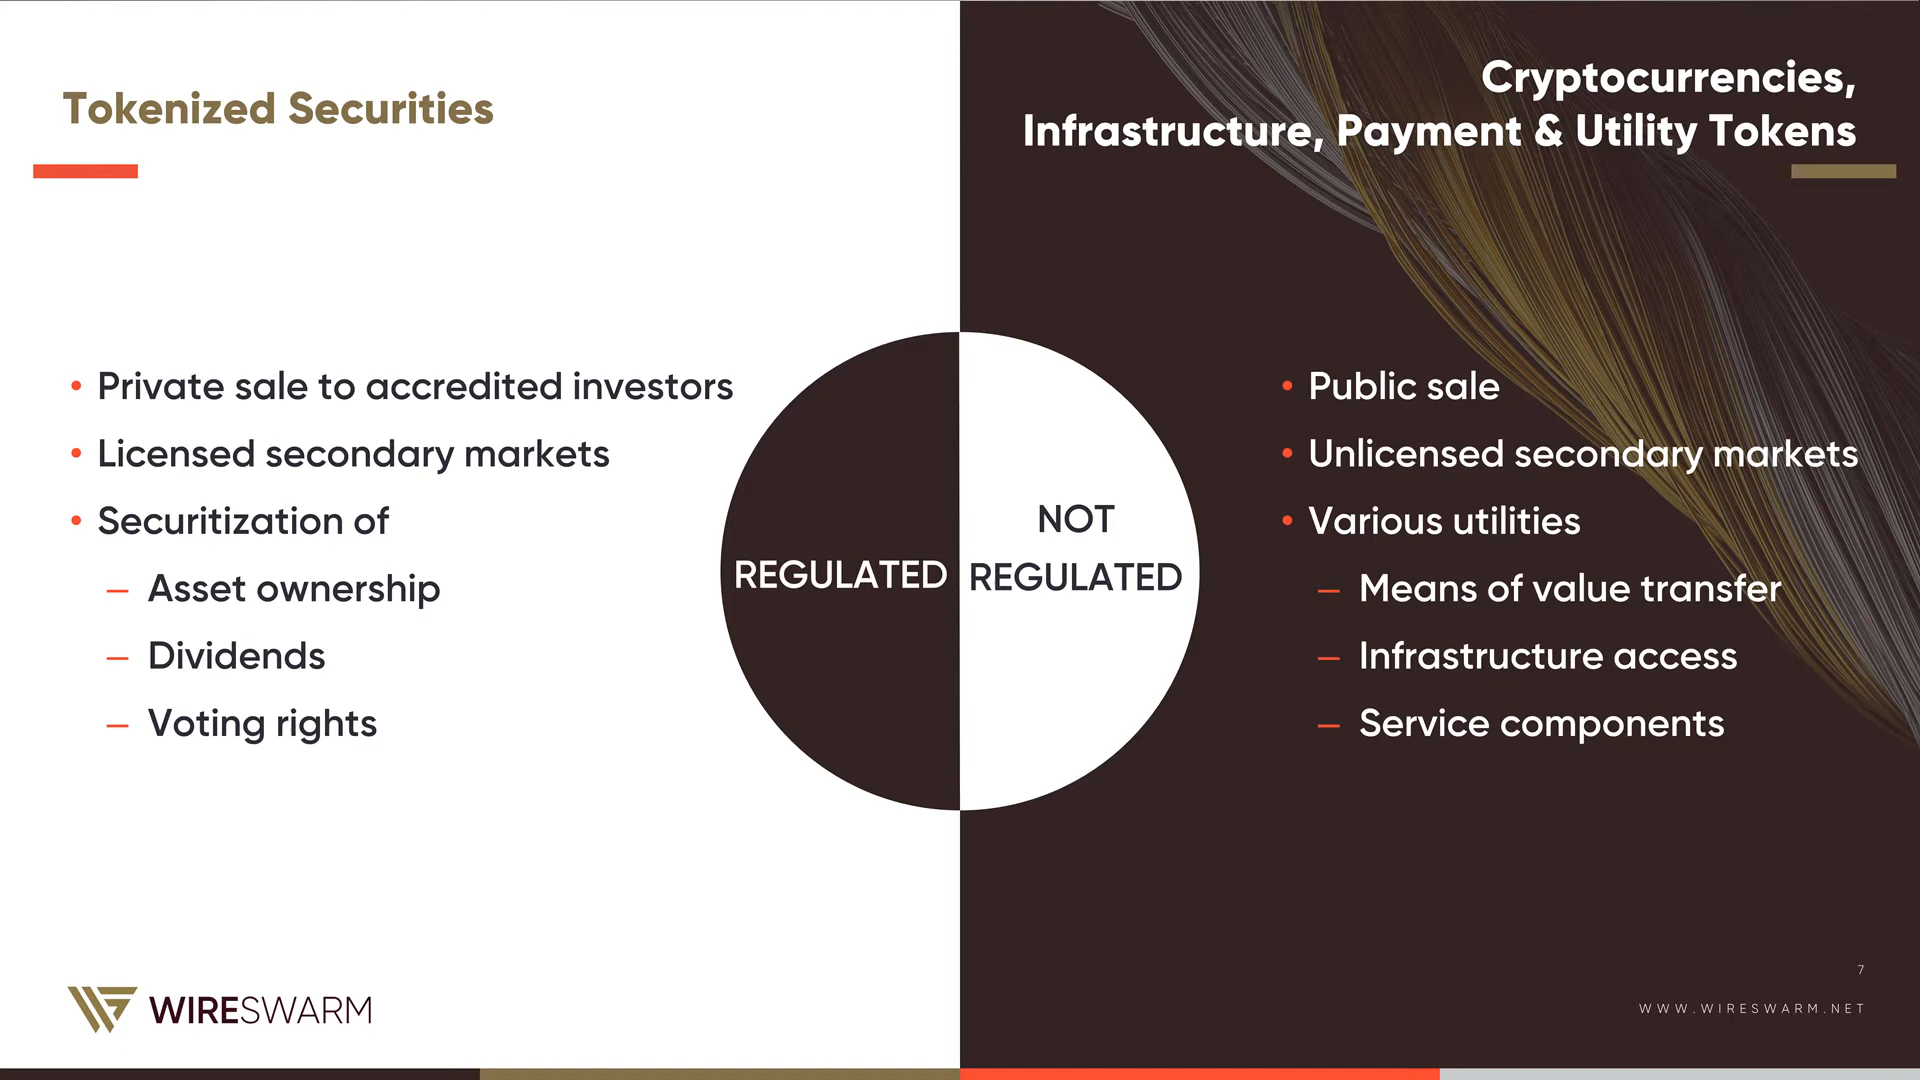 Tokenized Securities
Cryptocurrencies,
Infrastructure, Payment & Utility Tokens
• Private sale to accredited investors
• Licensed secondary markets
• Securitization of
– Asset ownership
– Dividends
– Voting rights
REGULATED
NOT
REGULATED
• Public sale
• Unlicensed secondary markets
• Various utilities
– Means of value transfer
– Infrastructure access
– Service components
7
WIRESWARM
WWW.WIRESWARM.NET